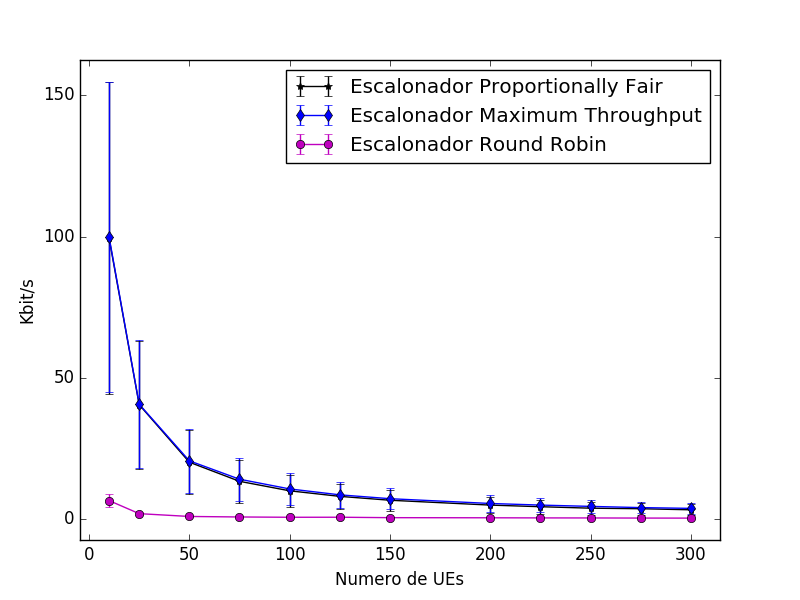 150
100
50
0
Kbit/s
Escalonador Proportionally Fair
Escalonador Maximum Throughput
Escalonador Round Robin
0 50 100 150 200 250 300
Numero de UEs